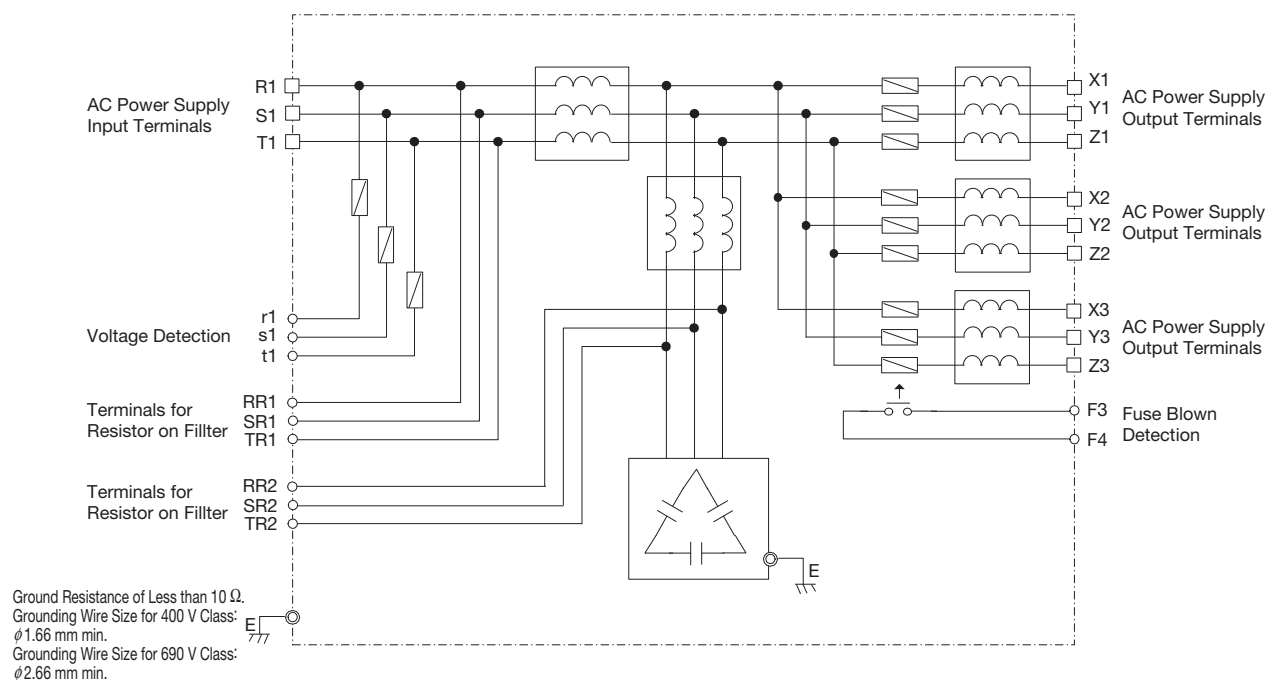 AC Power Supply
Input Terminals
R1
S1
T1
X1
Y1
Z1
AC Power Supply
Output Terminals
X2
Y2
Z2
AC Power Supply
Output Terminals
X3
Y3
Z3
AC Power Supply
Output Terminals
Voltage Detection
r1
s1
t1
Terminals for
Resistor on Fillter
RR1
SR1
TR1
F3
F4
Fuse Blown
Detection
Terminals for
Resistor on Fillter
RR2
SR2
TR2
E
Ground Resistance of Less than 10 Ω.
Grounding Wire Size for 400 V Class:
φ1.66 mm min.
Grounding Wire Size for 690 V Class:
φ2.66 mm min.
E